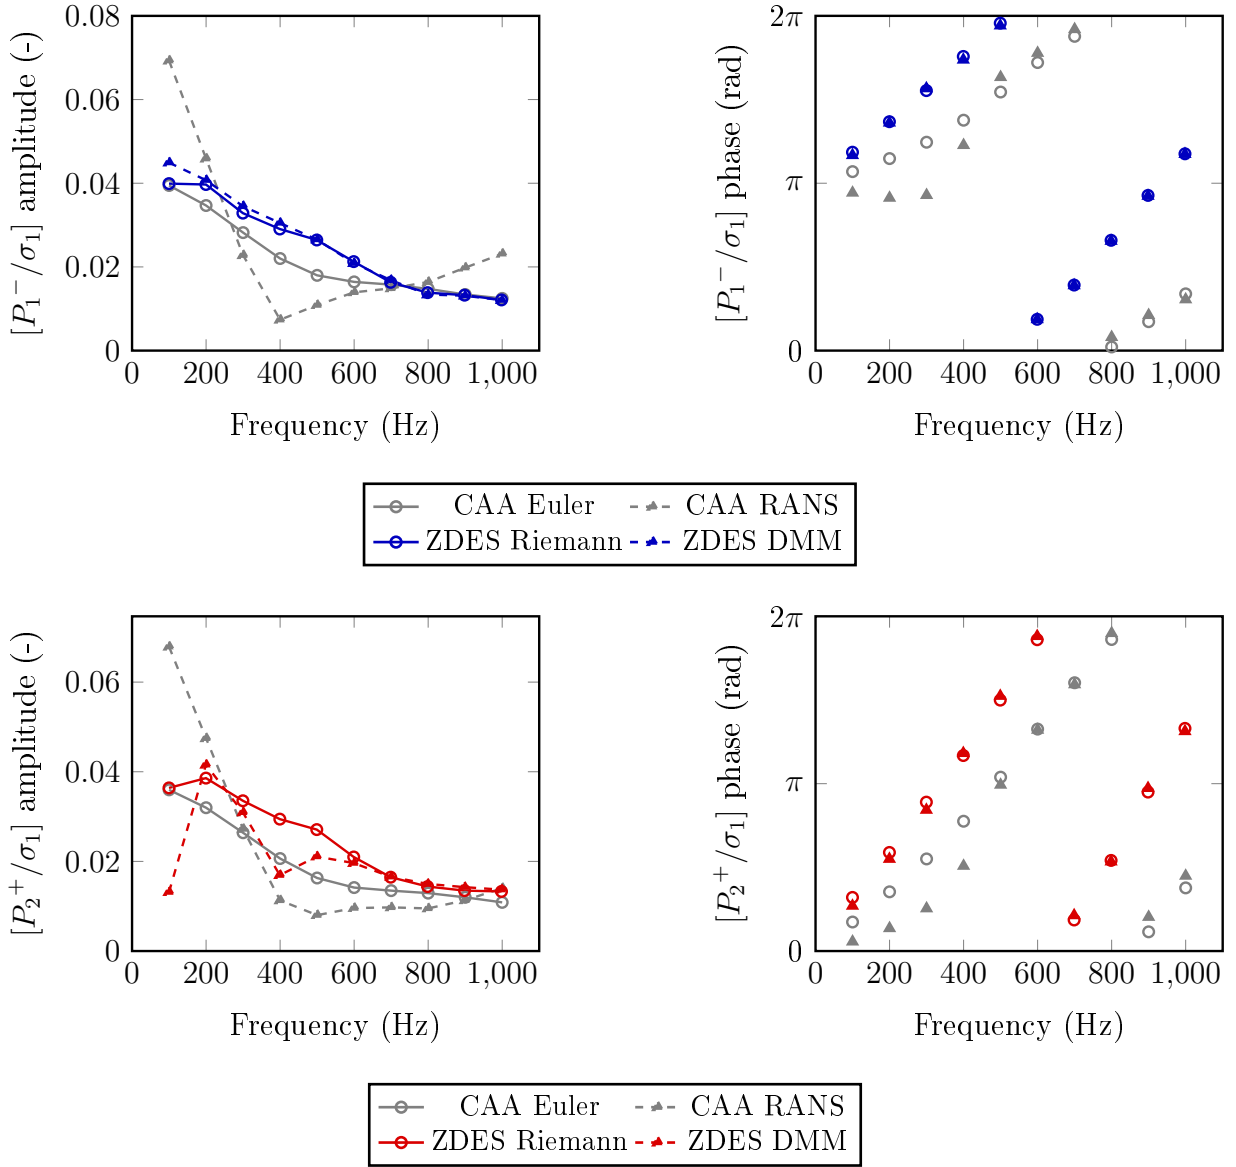 [P₁⁻/σ₁] amplitude (-)
0.08
0.06
0.04
0.02
0
0 200 400 600 800 1,000
Frequency (Hz)
[P₁⁻/σ₁] phase (rad)
2π
π
0
0 200 400 600 800 1,000
Frequency (Hz)
CAA Euler CAA RANS
ZDES Riemann ZDES DMM
[P₂⁺/σ₁] amplitude (-)
0.06
0.04
0.02
0
0 200 400 600 800 1,000
Frequency (Hz)
[P₂⁺/σ₁] phase (rad)
2π
π
0
0 200 400 600 800 1,000
Frequency (Hz)
CAA Euler CAA RANS
ZDES Riemann ZDES DMM